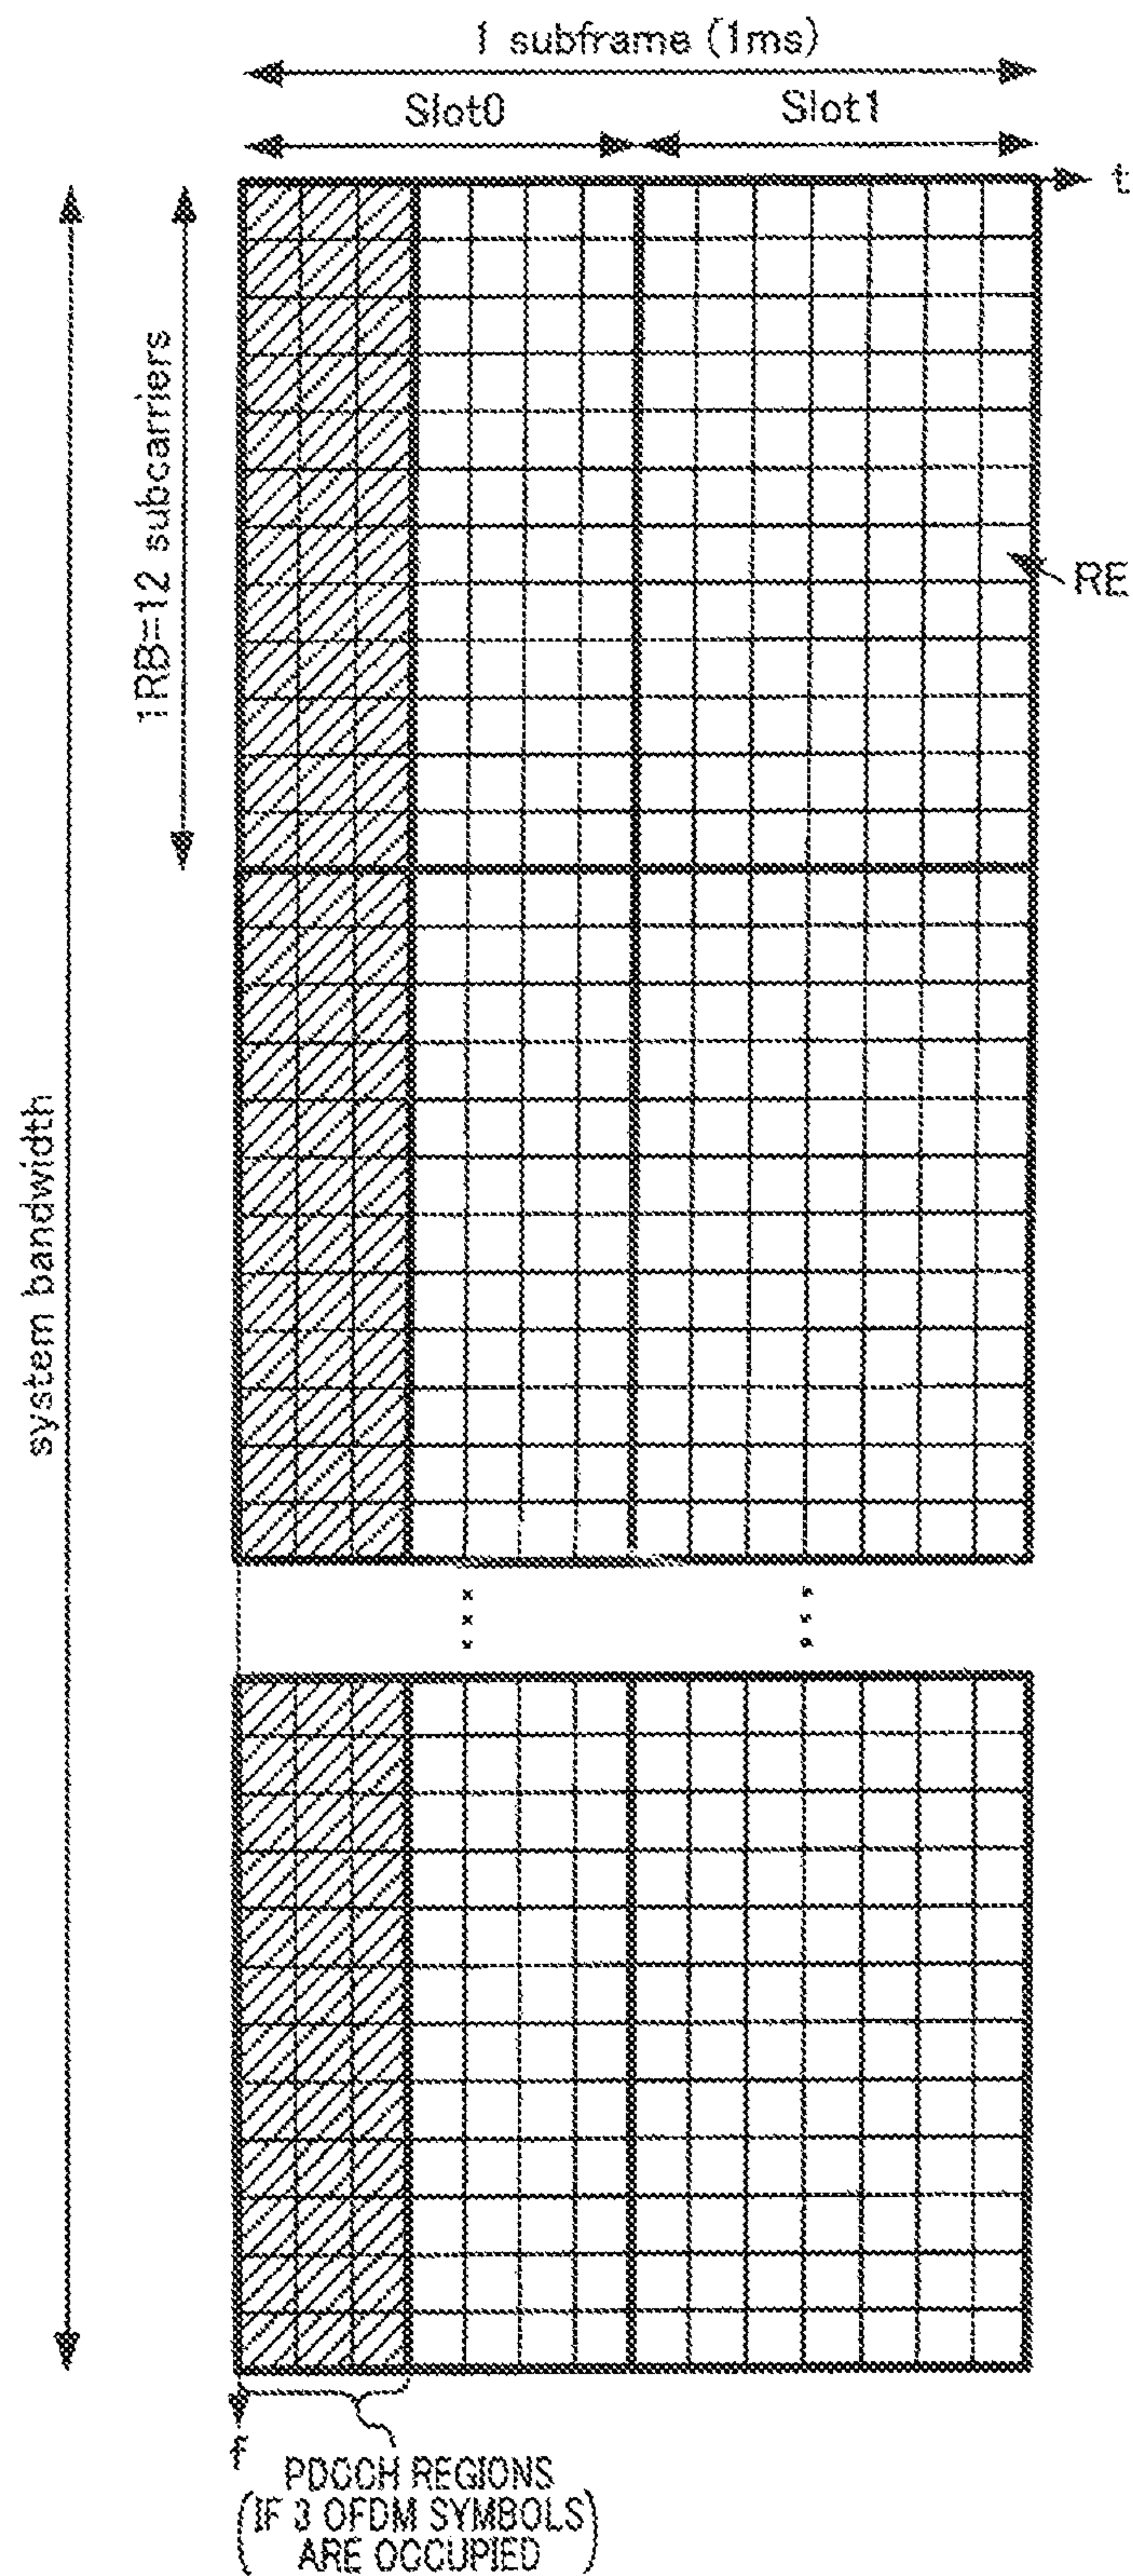 1 subframe (1ms)
Slot0
Slot1
t
1RB=12 subcarriers
RE
system bandwidth
f
PDCCH REGIONS
(IF 3 OFDM SYMBOLS)
ARE OCCUPIED